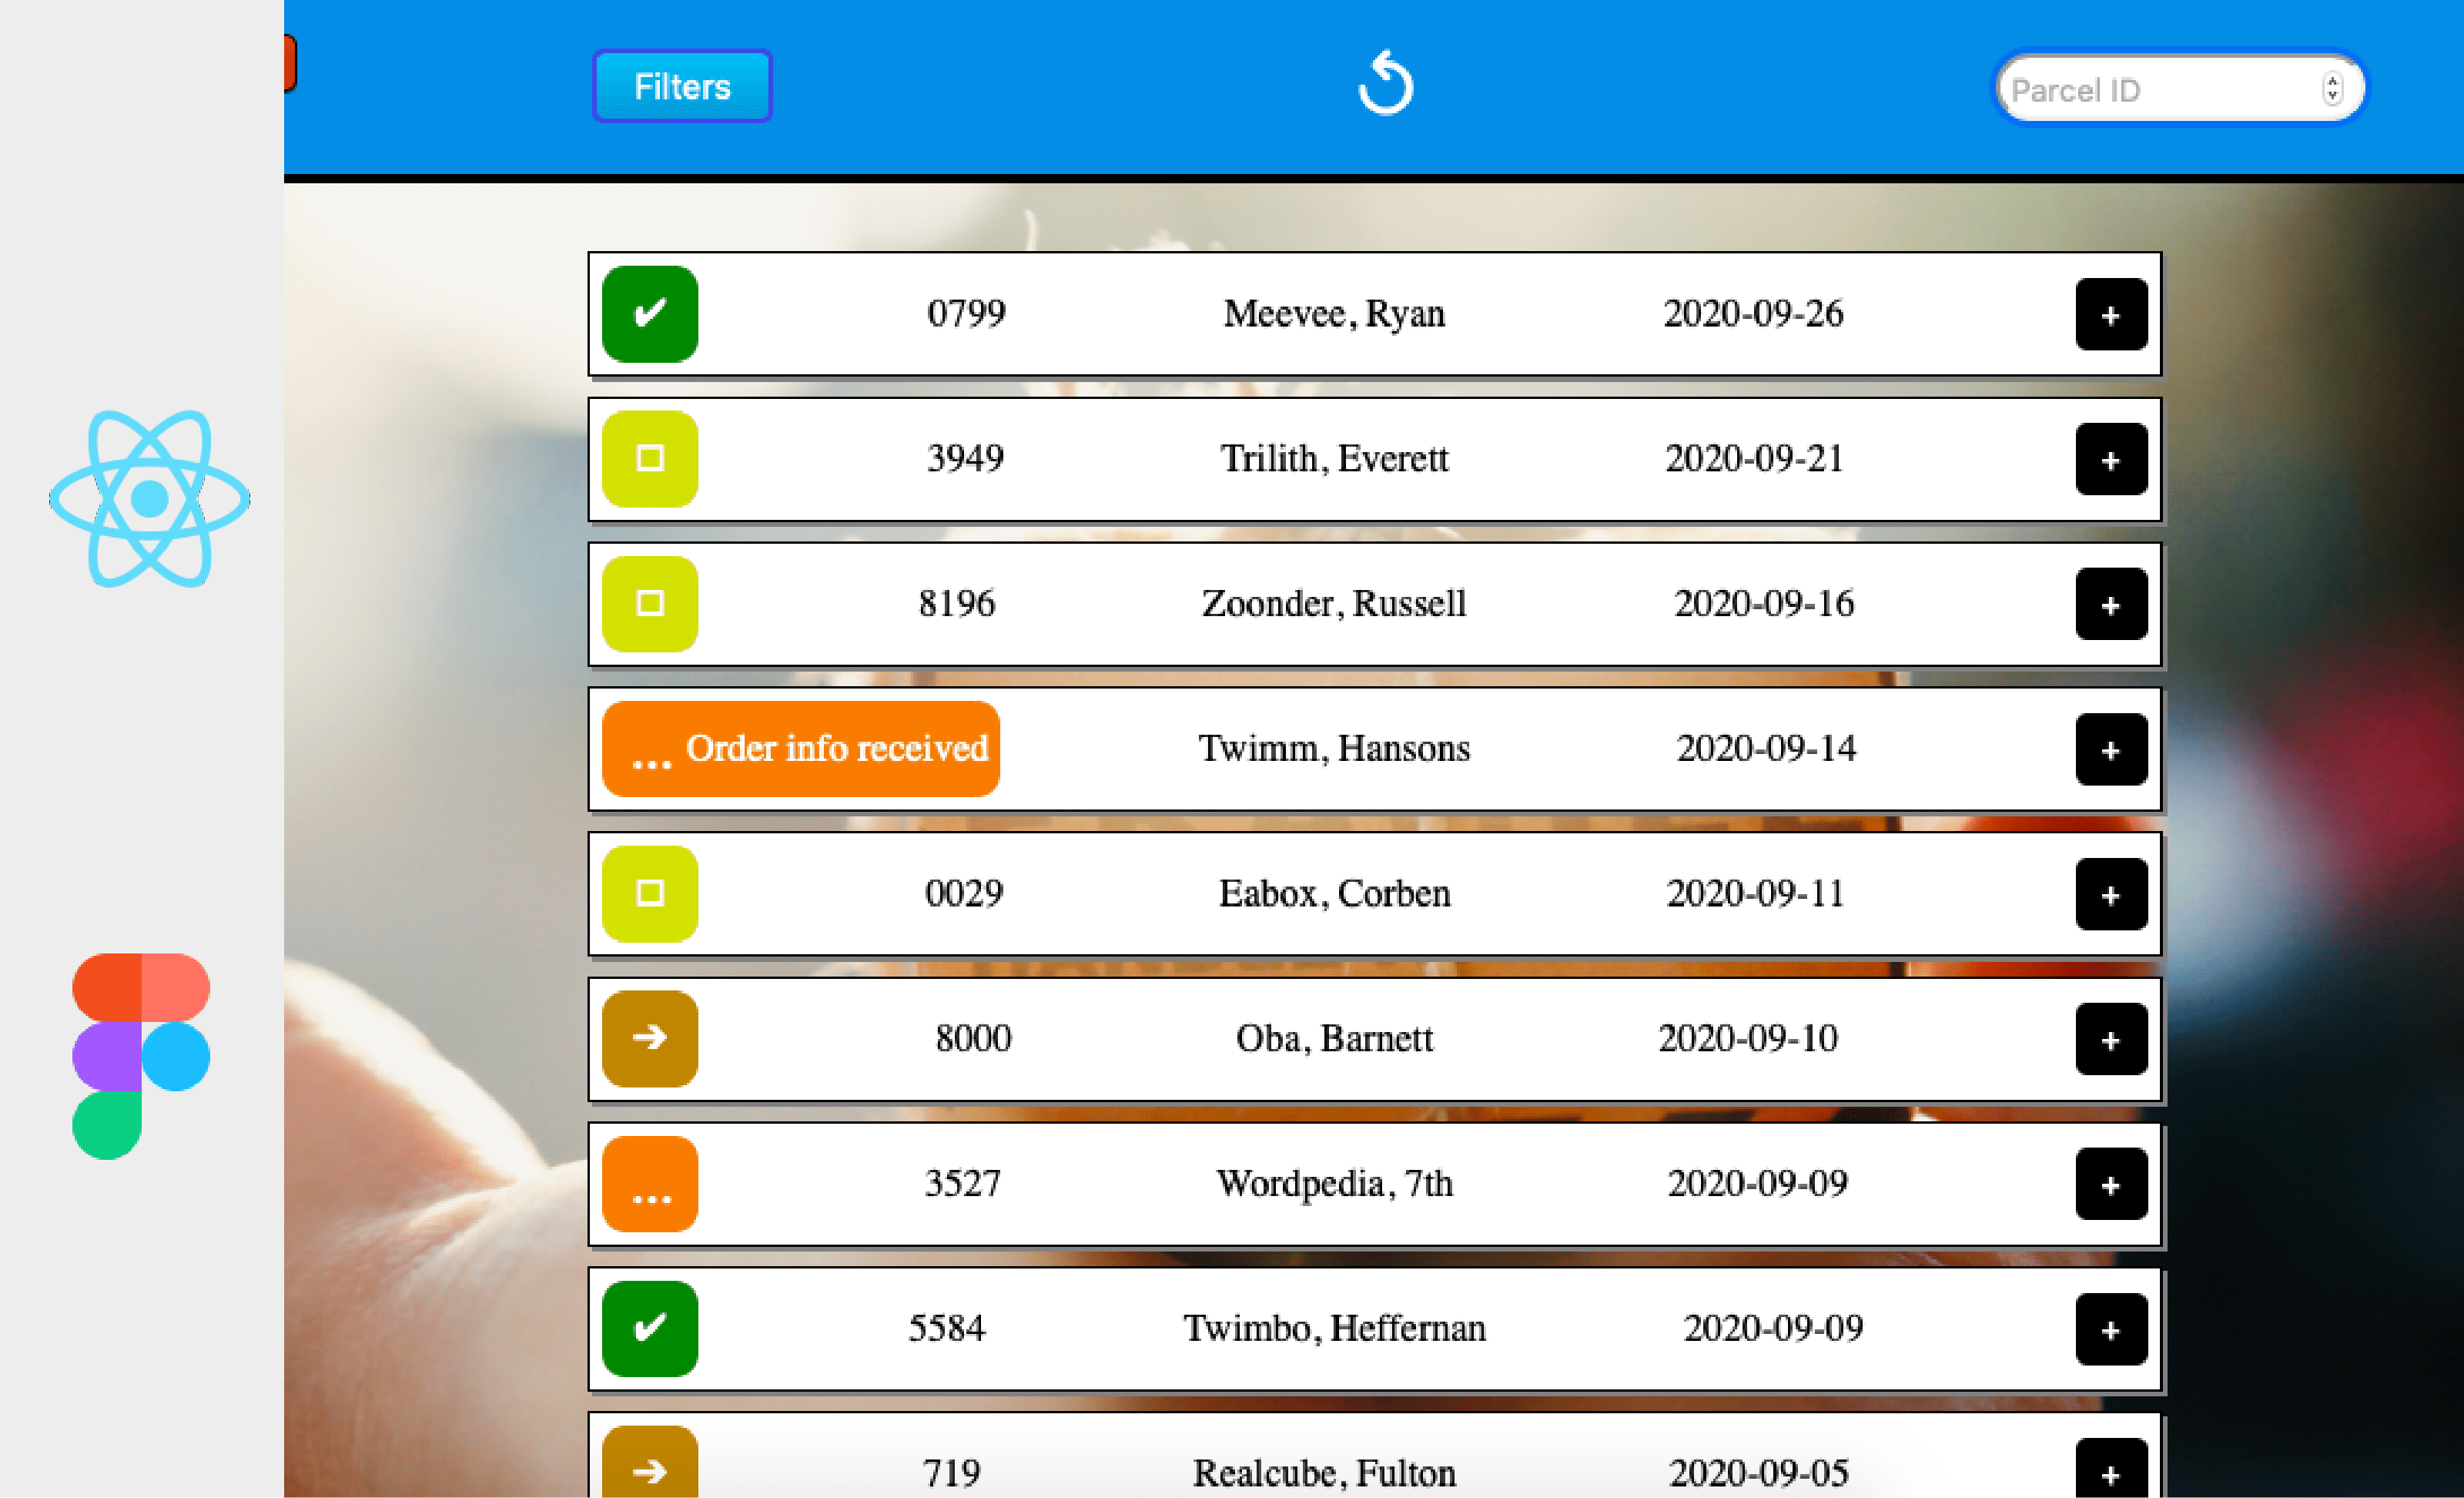 Filters Parcel ID
✔ 0799 Meevee, Ryan 2020-09-26 +
3949 Trilith, Everett 2020-09-21 +
8196 Zoonder, Russell 2020-09-16 +
... Order info received Twimm, Hansons 2020-09-14 +
0029 Eabox, Corben 2020-09-11 +
➔ 8000 Oba, Barnett 2020-09-10 +
... 3527 Wordpedia, 7th 2020-09-09 +
✔ 5584 Twimbo, Heffernan 2020-09-09 +
➔ 719 Realcube, Fulton 2020-09-05 +